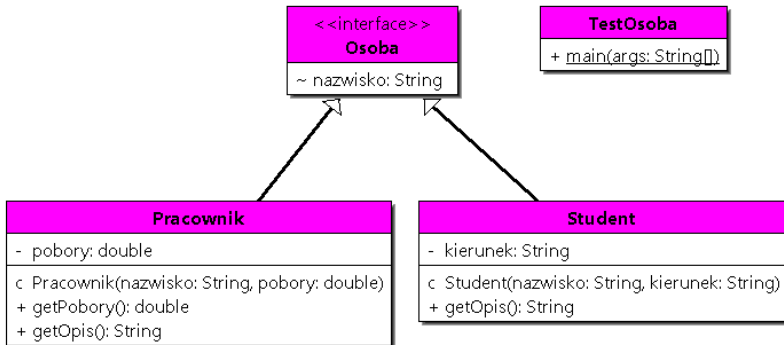 <<interface>>
Osoba
~ nazwisko: String
TestOsoba
+ main(args: String[])
Pracownik
- pobory: double
c Pracownik(nazwisko: String, pobory: double)
+ getPobory(): double
+ getOpis(): String
Student
- kierunek: String
c Student(nazwisko: String, kierunek: String)
+ getOpis(): String